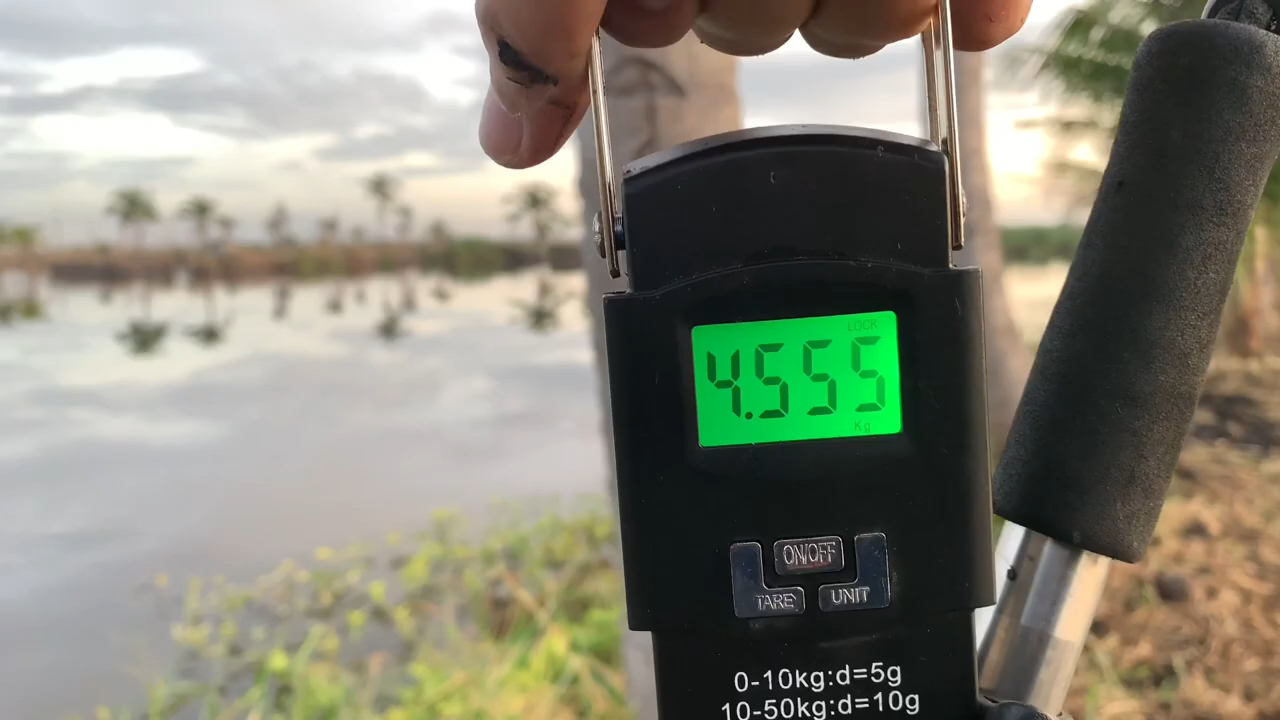 LOCK
4.555
Kg
ON/OFF
TARE
UNIT
0-10kg:d=5g
10-50kg:d=10g